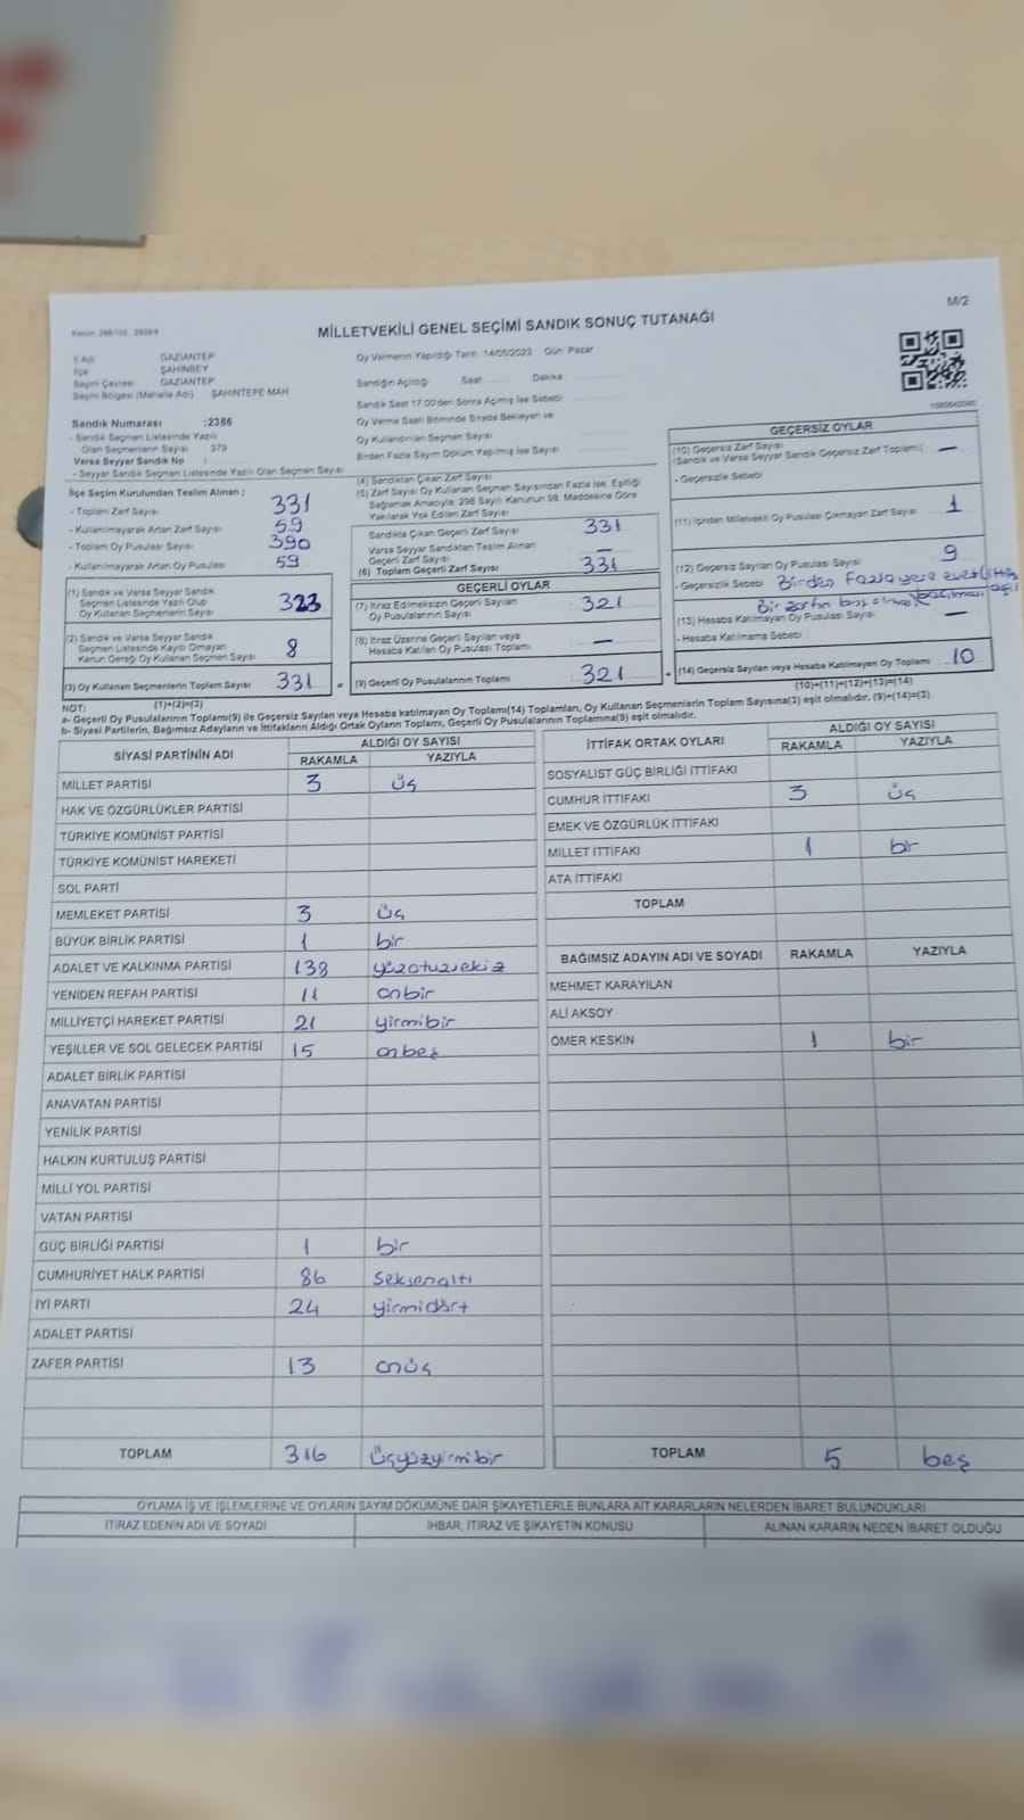 M/2
MİLLETVEKİLİ GENEL SEÇİMİ SANDIK SONUÇ TUTANAĞI
İl Adı GAZİANTEP
İlçe ŞAHİNBEY
Seçim Çevresi GAZİANTEP
Seçim Bölgesi (Mahalle Adı) ŞAHİNTEPE MAH
Oy Vermenin Yapıldığı Tarih: 14/05/2023 Gün: Pazar
Sandığın Açıldığı Saat Dakika
Sandık Saat 17.00'den Sonra Açılmış İse Sebebi
Oy Verme Saati Bitiminde Sırada Bekleyen ve
Oy Kullandırılan Seçmen Sayısı
Birden Fazla Sayım Döküm Yapılmış İse Sayısı
Sandık Numarası :2386
- Sandık Seçmen Listesinde Yazılı
Olan Seçmenlerin Sayısı : 379
Varsa Seyyar Sandık No
- Seyyar Sandık Seçmen Listesinde Yazılı Olan Seçmen Sayısı
İlçe Seçim Kurulundan Teslim Alınan :
- Toplam Zarf Sayısı 331
- Kullanılmayarak Artan Zarf Sayısı 59
- Toplam Oy Pusulası Sayısı 390
- Kullanılmayarak Artan Oy Pusulası 59
(1) Sandık ve Varsa Seyyar Sandık
Seçmen Listesinde Yazılı Olup
Oy Kullanan Seçmenlerin Sayısı 323
(2) Sandık ve Varsa Seyyar Sandık
Seçmen Listesinde Kayıtlı Olmayan
Kanun Gereği Oy Kullanan Seçmen Sayısı 8
(3) Oy Kullanan Seçmenlerin Toplam Sayısı 331
(1)+(2)=(3)
(4) Sandıktan Çıkan Zarf Sayısı
(5) Zarf Sayısı Oy Kullanan Seçmen Sayısından Fazla İse, Eşitliği
Sağlamak Amacıyla, 298 Sayılı Kanunun 98. Maddesine Göre
Yakılarak Yok Edilen Zarf Sayısı
Sandıkta Çıkan Geçerli Zarf Sayısı 331
Varsa Seyyar Sandıktan Teslim Alınan
Geçerli Zarf Sayısı —
(6) Toplam Geçerli Zarf Sayısı 331
GEÇERLİ OYLAR
(7) İtiraz Edilmeksizin Geçerli Sayılan
Oy Pusulalarının Sayısı 321
(8) İtiraz Üzerine Geçerli Sayılan veya
Hesaba Katılan Oy Pusulası Toplamı —
(9) Geçerli Oy Pusulalarının Toplamı 321
GEÇERSİZ OYLAR
(10) Geçersiz Zarf Sayısı
(Sandık ve Varsa Seyyar Sandık Geçersiz Zarf Toplamı) —
- Geçersizlik Sebebi
(11) İçinden Milletvekili Oy Pusulası Çıkmayan Zarf Sayısı 1
(12) Geçersiz Sayılan Oy Pusulası Sayısı 9
- Geçersizlik Sebebi Birden fazla yere evet
Bir zarfın boş
(13) Hesaba Katılmayan Oy Pusulası Sayısı —
- Hesaba Katılmama Sebebi
(14) Geçersiz Sayılan veya Hesaba Katılmayan Oy Toplamı 10
(10)+(11)+(12)+(13)=(14)
NOT:
a- Geçerli Oy Pusulalarının Toplamı(9) ile Geçersiz Sayılan veya Hesaba katılmayan Oy Toplamı(14) Toplamları, Oy Kullanan Seçmenlerin Toplam Sayısına(3) eşit olmalıdır. (9)+(14)=(3)
b- Siyasi Partilerin, Bağımsız Adayların ve İttifakların Aldığı Ortak Oyların Toplamı, Geçerli Oy Pusulalarının Toplamına(9) eşit olmalıdır.
SİYASİ PARTİNİN ADI ALDIĞI OY SAYISI
RAKAMLA YAZIYLA
MİLLET PARTİSİ 3 üç
HAK VE ÖZGÜRLÜKLER PARTİSİ
TÜRKİYE KOMÜNİST PARTİSİ
TÜRKİYE KOMÜNİST HAREKETİ
SOL PARTİ
MEMLEKET PARTİSİ 3 üç
BÜYÜK BİRLİK PARTİSİ 1 bir
ADALET VE KALKINMA PARTİSİ 138 yüzotuzsekiz
YENİDEN REFAH PARTİSİ 11 onbir
MİLLİYETÇİ HAREKET PARTİSİ 21 yirmibir
YEŞİLLER VE SOL GELECEK PARTİSİ 15 onbeş
ADALET BİRLİK PARTİSİ
ANAVATAN PARTİSİ
YENİLİK PARTİSİ
HALKIN KURTULUŞ PARTİSİ
MİLLİ YOL PARTİSİ
VATAN PARTİSİ
GÜÇ BİRLİĞİ PARTİSİ 1 bir
CUMHURİYET HALK PARTİSİ 86 Seksenaltı
İYİ PARTİ 24 yirmidört
ADALET PARTİSİ
ZAFER PARTİSİ 13 onüç
TOPLAM 316 üçyüzyirmibir
İTTİFAK ORTAK OYLARI ALDIĞI OY SAYISI
RAKAMLA YAZIYLA
SOSYALİST GÜÇ BİRLİĞİ İTTİFAKI
CUMHUR İTTİFAKI 3 üç
EMEK VE ÖZGÜRLÜK İTTİFAKI
MİLLET İTTİFAKI 1 bir
ATA İTTİFAKI
TOPLAM
BAĞIMSIZ ADAYIN ADI VE SOYADI RAKAMLA YAZIYLA
MEHMET KARAYILAN
ALİ AKSOY
ÖMER KESKİN 1 bir
TOPLAM 5 beş
OYLAMA İŞ VE İŞLEMLERİNE VE OYLARIN SAYIM DÖKÜMÜNE DAİR ŞİKAYETLERLE BUNLARA AİT KARARLARIN NELERDEN İBARET BULUNDUKLARI
İTİRAZ EDENİN ADI VE SOYADI İHBAR, İTİRAZ VE ŞİKAYETİN KONUSU ALINAN KARARIN NEDEN İBARET OLDUĞU